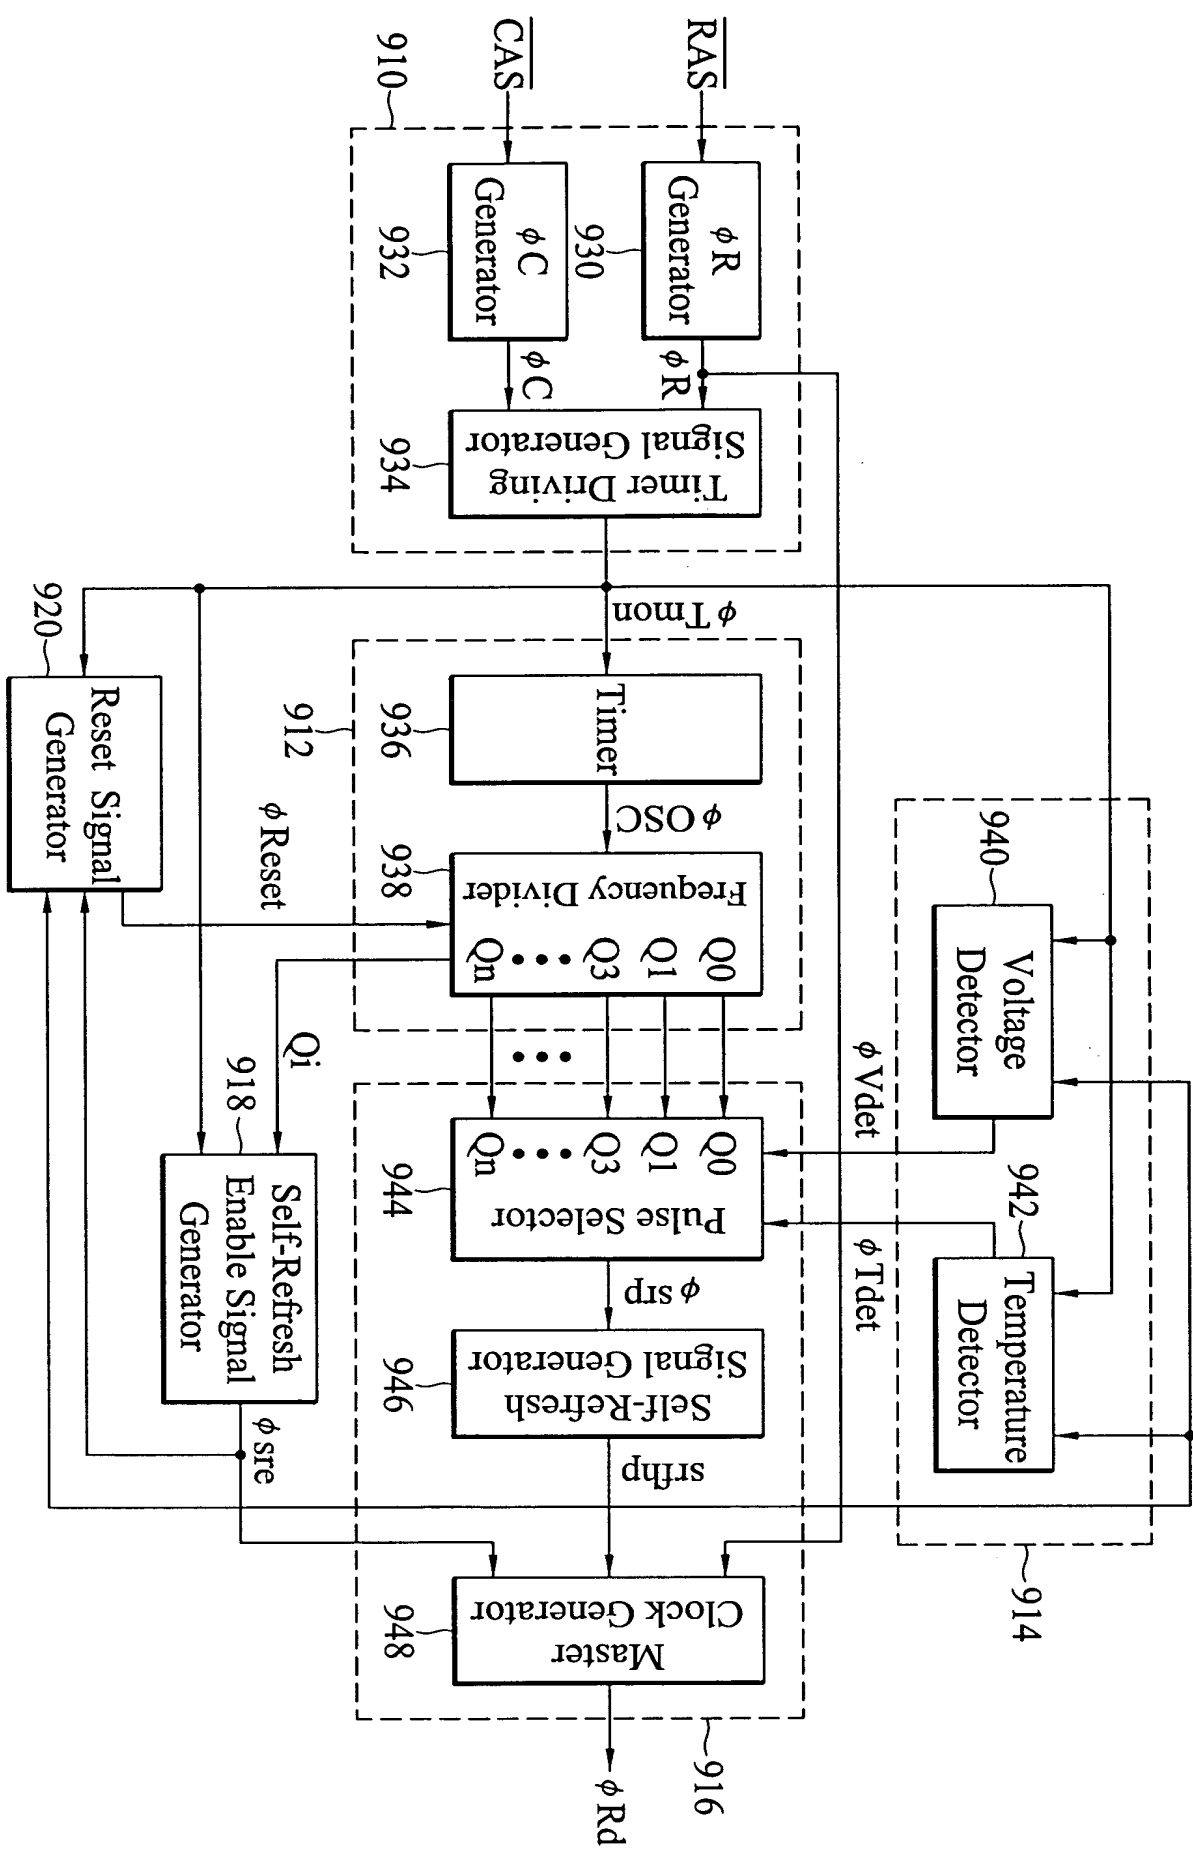 RAS
CAS
910
φR
Generator
930
φC
Generator
932
φR
φC
Timer Driving
Signal Generator
934
φTmon
920
Reset Signal
Generator
φReset
912
Timer
936
φOSC
Frequency Divider
938
Q0
Q1
Q3
•••
Qn
•••
Qi
Q0
Q1
Q3
•••
Qn
Pulse Selector
944
940
Voltage
Detector
φVdet
942
Temperature
Detector
φTdet
914
φsrp
Self-Refresh
Signal Generator
946
srfhp
918
Self-Refresh
Enable Signal
Generator
φsre
Master
Clock Generator
948
916
φRd